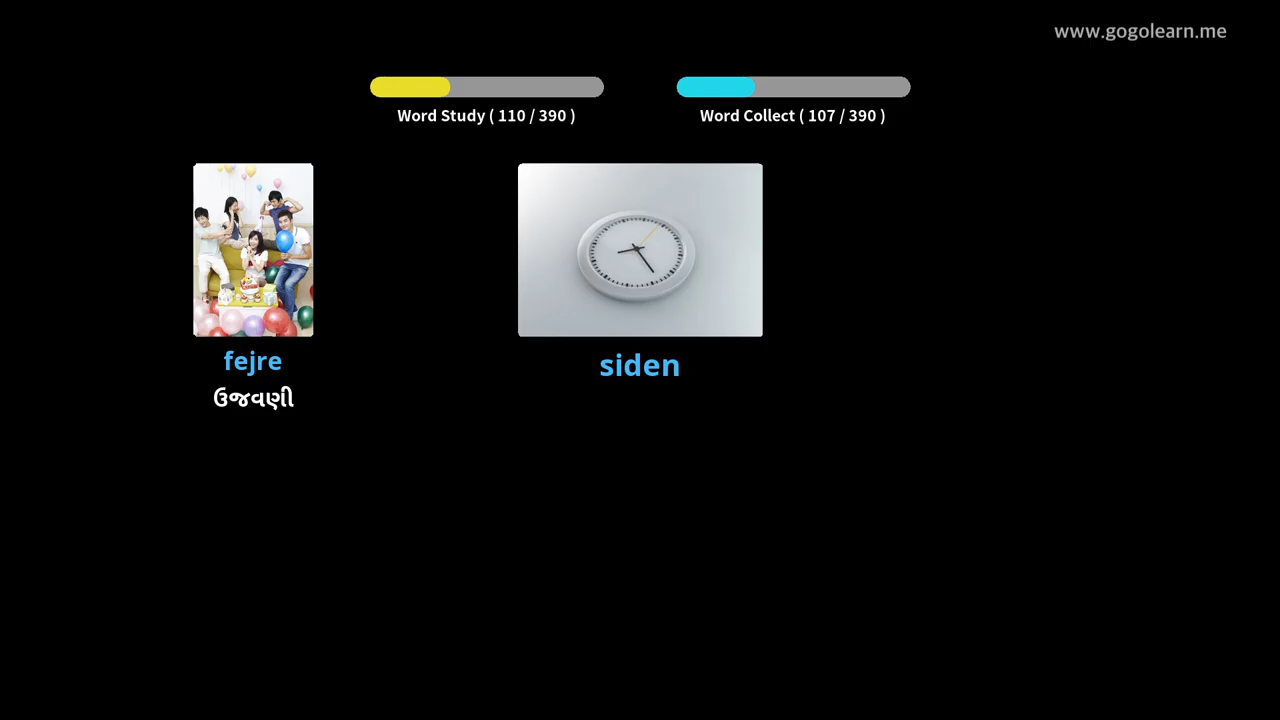 www.gogolearn.me
Word Study ( 110 / 390 )
Word Collect ( 107 / 390 )
fejre
ઉજવણી
siden